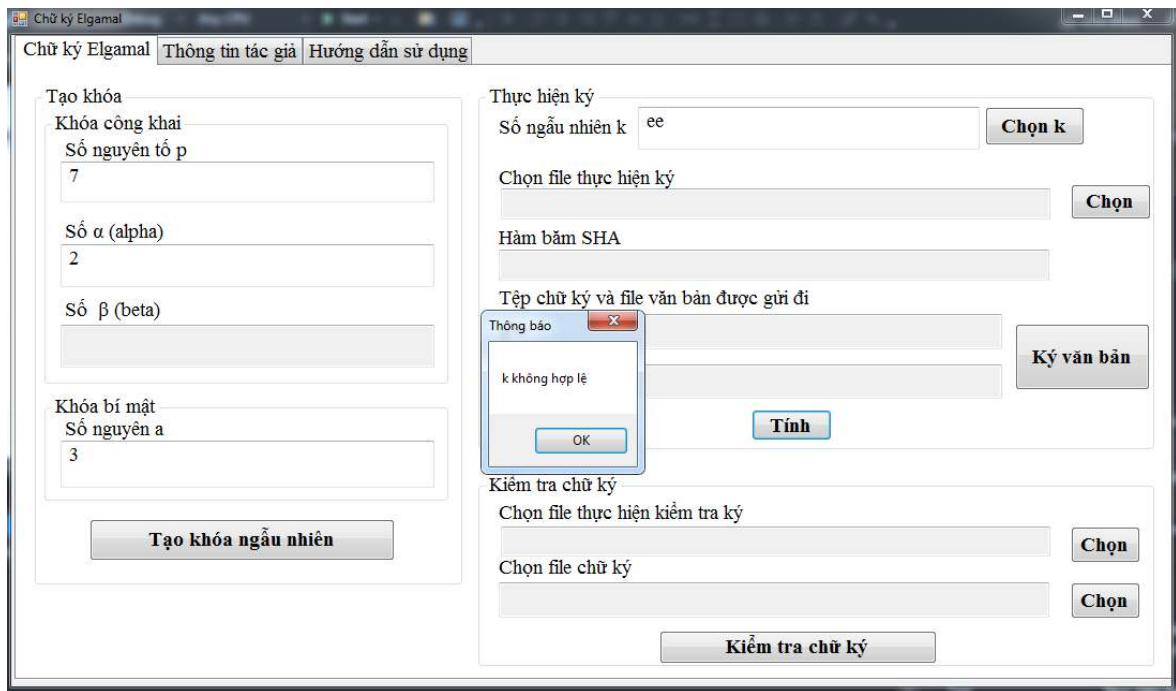 Chữ ký Elgamal
Chữ ký Elgamal Thông tin tác giả Hướng dẫn sử dụng
Tạo khóa
Khóa công khai
Số nguyên tố p
7
Số α (alpha)
2
Số β (beta)
Khóa bí mật
Số nguyên a
3
Tạo khóa ngẫu nhiên
Thực hiện ký
Số ngẫu nhiên k ee Chọn k
Chọn file thực hiện ký
Chọn
Hàm băm SHA
Tệp chữ ký và file văn bản được gửi đi
Ký văn bản
Tính
Thông báo
k không hợp lệ
OK
Kiểm tra chữ ký
Chọn file thực hiện kiểm tra ký
Chọn
Chọn file chữ ký
Chọn
Kiểm tra chữ ký